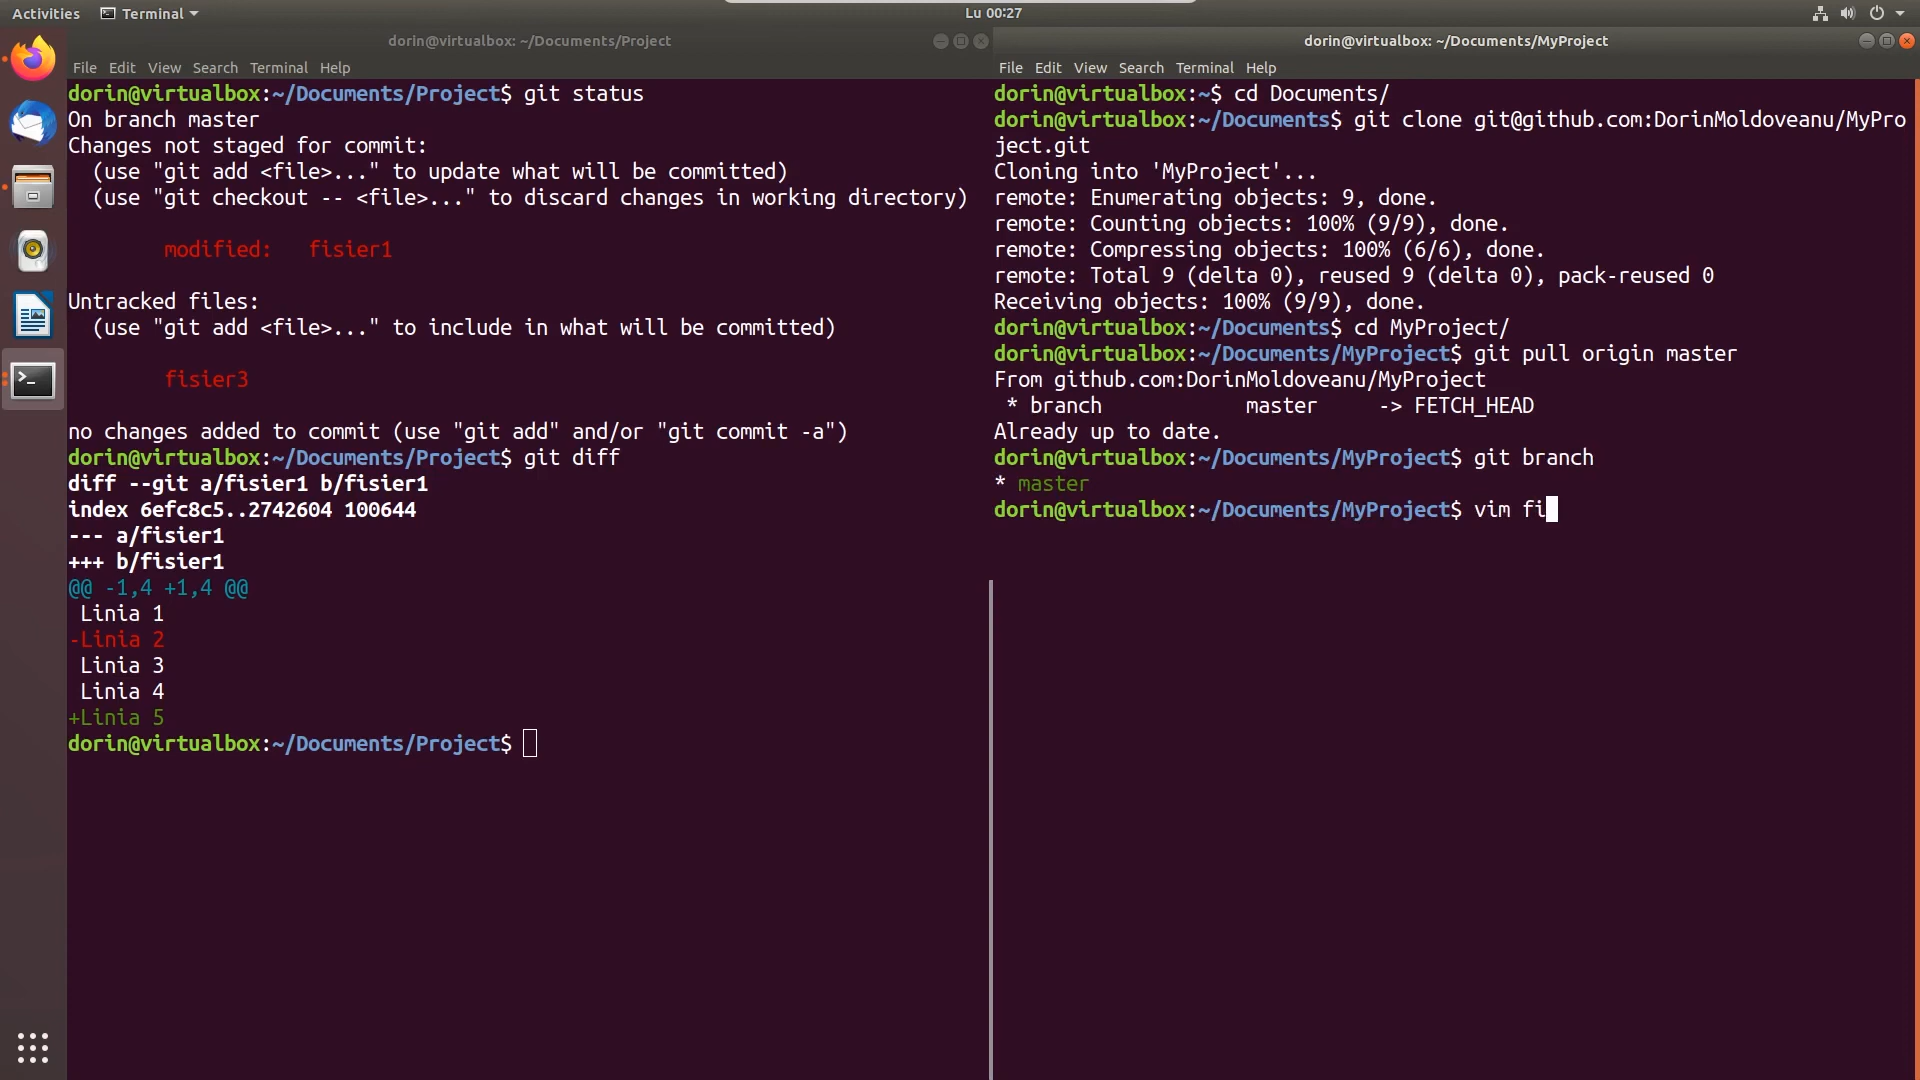 Activities Terminal Lu 00:27
dorin@virtualbox: ~/Documents/Project
File Edit View Search Terminal Help
dorin@virtualbox:~/Documents/Project$ git status
On branch master
Changes not staged for commit:
  (use "git add <file>..." to update what will be committed)
  (use "git checkout -- <file>..." to discard changes in working directory)
        modified:   fisier1
Untracked files:
  (use "git add <file>..." to include in what will be committed)
        fisier3
no changes added to commit (use "git add" and/or "git commit -a")
dorin@virtualbox:~/Documents/Project$ git diff
diff --git a/fisier1 b/fisier1
index 6efc8c5..2742604 100644
--- a/fisier1
+++ b/fisier1
@@ -1,4 +1,4 @@
 Linia 1
-Linia 2
 Linia 3
 Linia 4
+Linia 5
dorin@virtualbox:~/Documents/Project$
dorin@virtualbox: ~/Documents/MyProject
File Edit View Search Terminal Help
dorin@virtualbox:~$ cd Documents/
dorin@virtualbox:~/Documents$ git clone git@github.com:DorinMoldoveanu/MyPro
ject.git
Cloning into 'MyProject'...
remote: Enumerating objects: 9, done.
remote: Counting objects: 100% (9/9), done.
remote: Compressing objects: 100% (6/6), done.
remote: Total 9 (delta 0), reused 9 (delta 0), pack-reused 0
Receiving objects: 100% (9/9), done.
dorin@virtualbox:~/Documents$ cd MyProject/
dorin@virtualbox:~/Documents/MyProject$ git pull origin master
From github.com:DorinMoldoveanu/MyProject
 * branch            master     -> FETCH_HEAD
Already up to date.
dorin@virtualbox:~/Documents/MyProject$ git branch
* master
dorin@virtualbox:~/Documents/MyProject$ vim fi